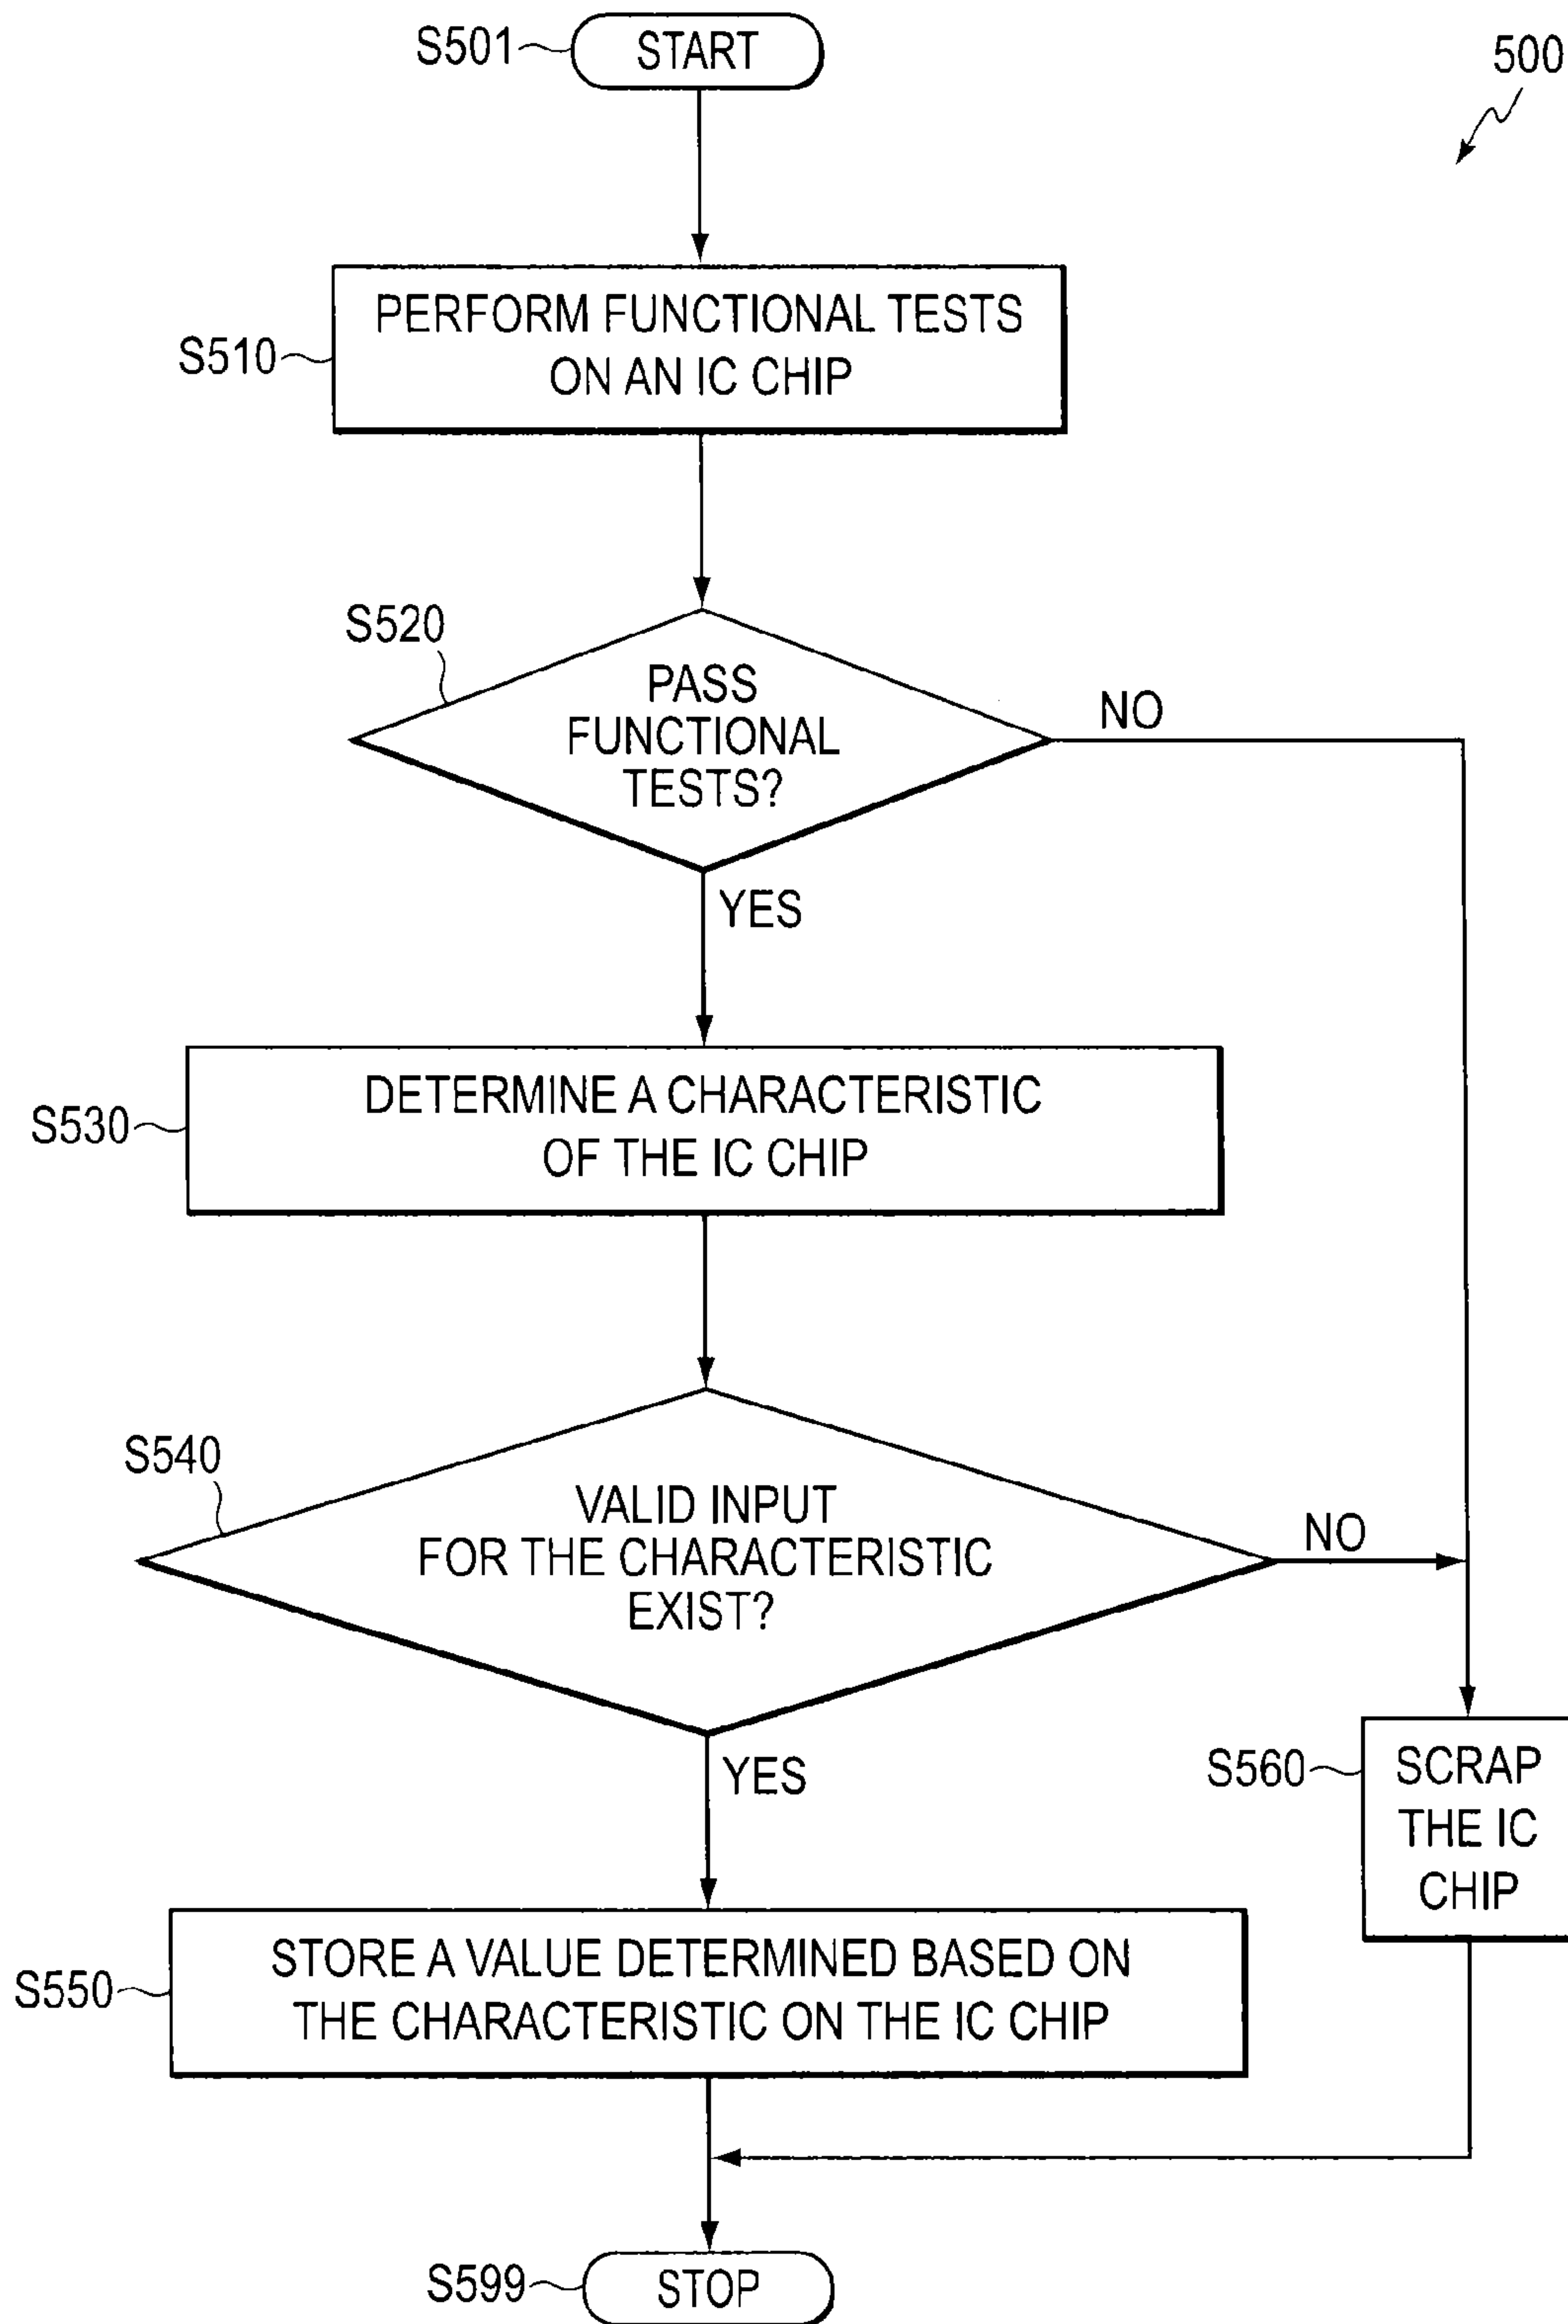 S501
START
500
PERFORM FUNCTIONAL TESTS
ON AN IC CHIP
S510
S520
PASS
FUNCTIONAL
TESTS?
NO
YES
DETERMINE A CHARACTERISTIC
OF THE IC CHIP
S530
S540
VALID INPUT
FOR THE CHARACTERISTIC
EXIST?
NO
YES
S560
SCRAP
THE IC
CHIP
STORE A VALUE DETERMINED BASED ON
THE CHARACTERISTIC ON THE IC CHIP
S550
S599
STOP